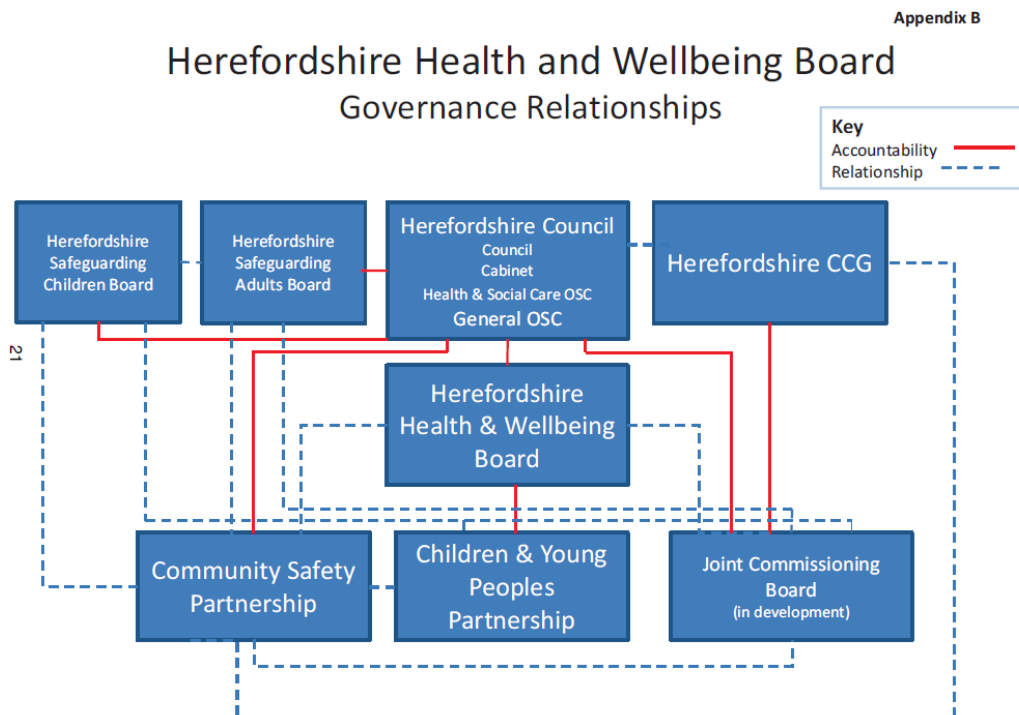 Appendix B
Herefordshire Health and Wellbeing Board
Governance Relationships
Key
Accountability
Relationship
Herefordshire
Safeguarding
Children Board
Herefordshire
Safeguarding
Adults Board
Herefordshire Council
Council
Cabinet
Health & Social Care OSC
General OSC
Herefordshire CCG
21
Herefordshire
Health & Wellbeing
Board
Community Safety
Partnership
Children & Young
Peoples
Partnership
Joint Commissioning
Board
(in development)